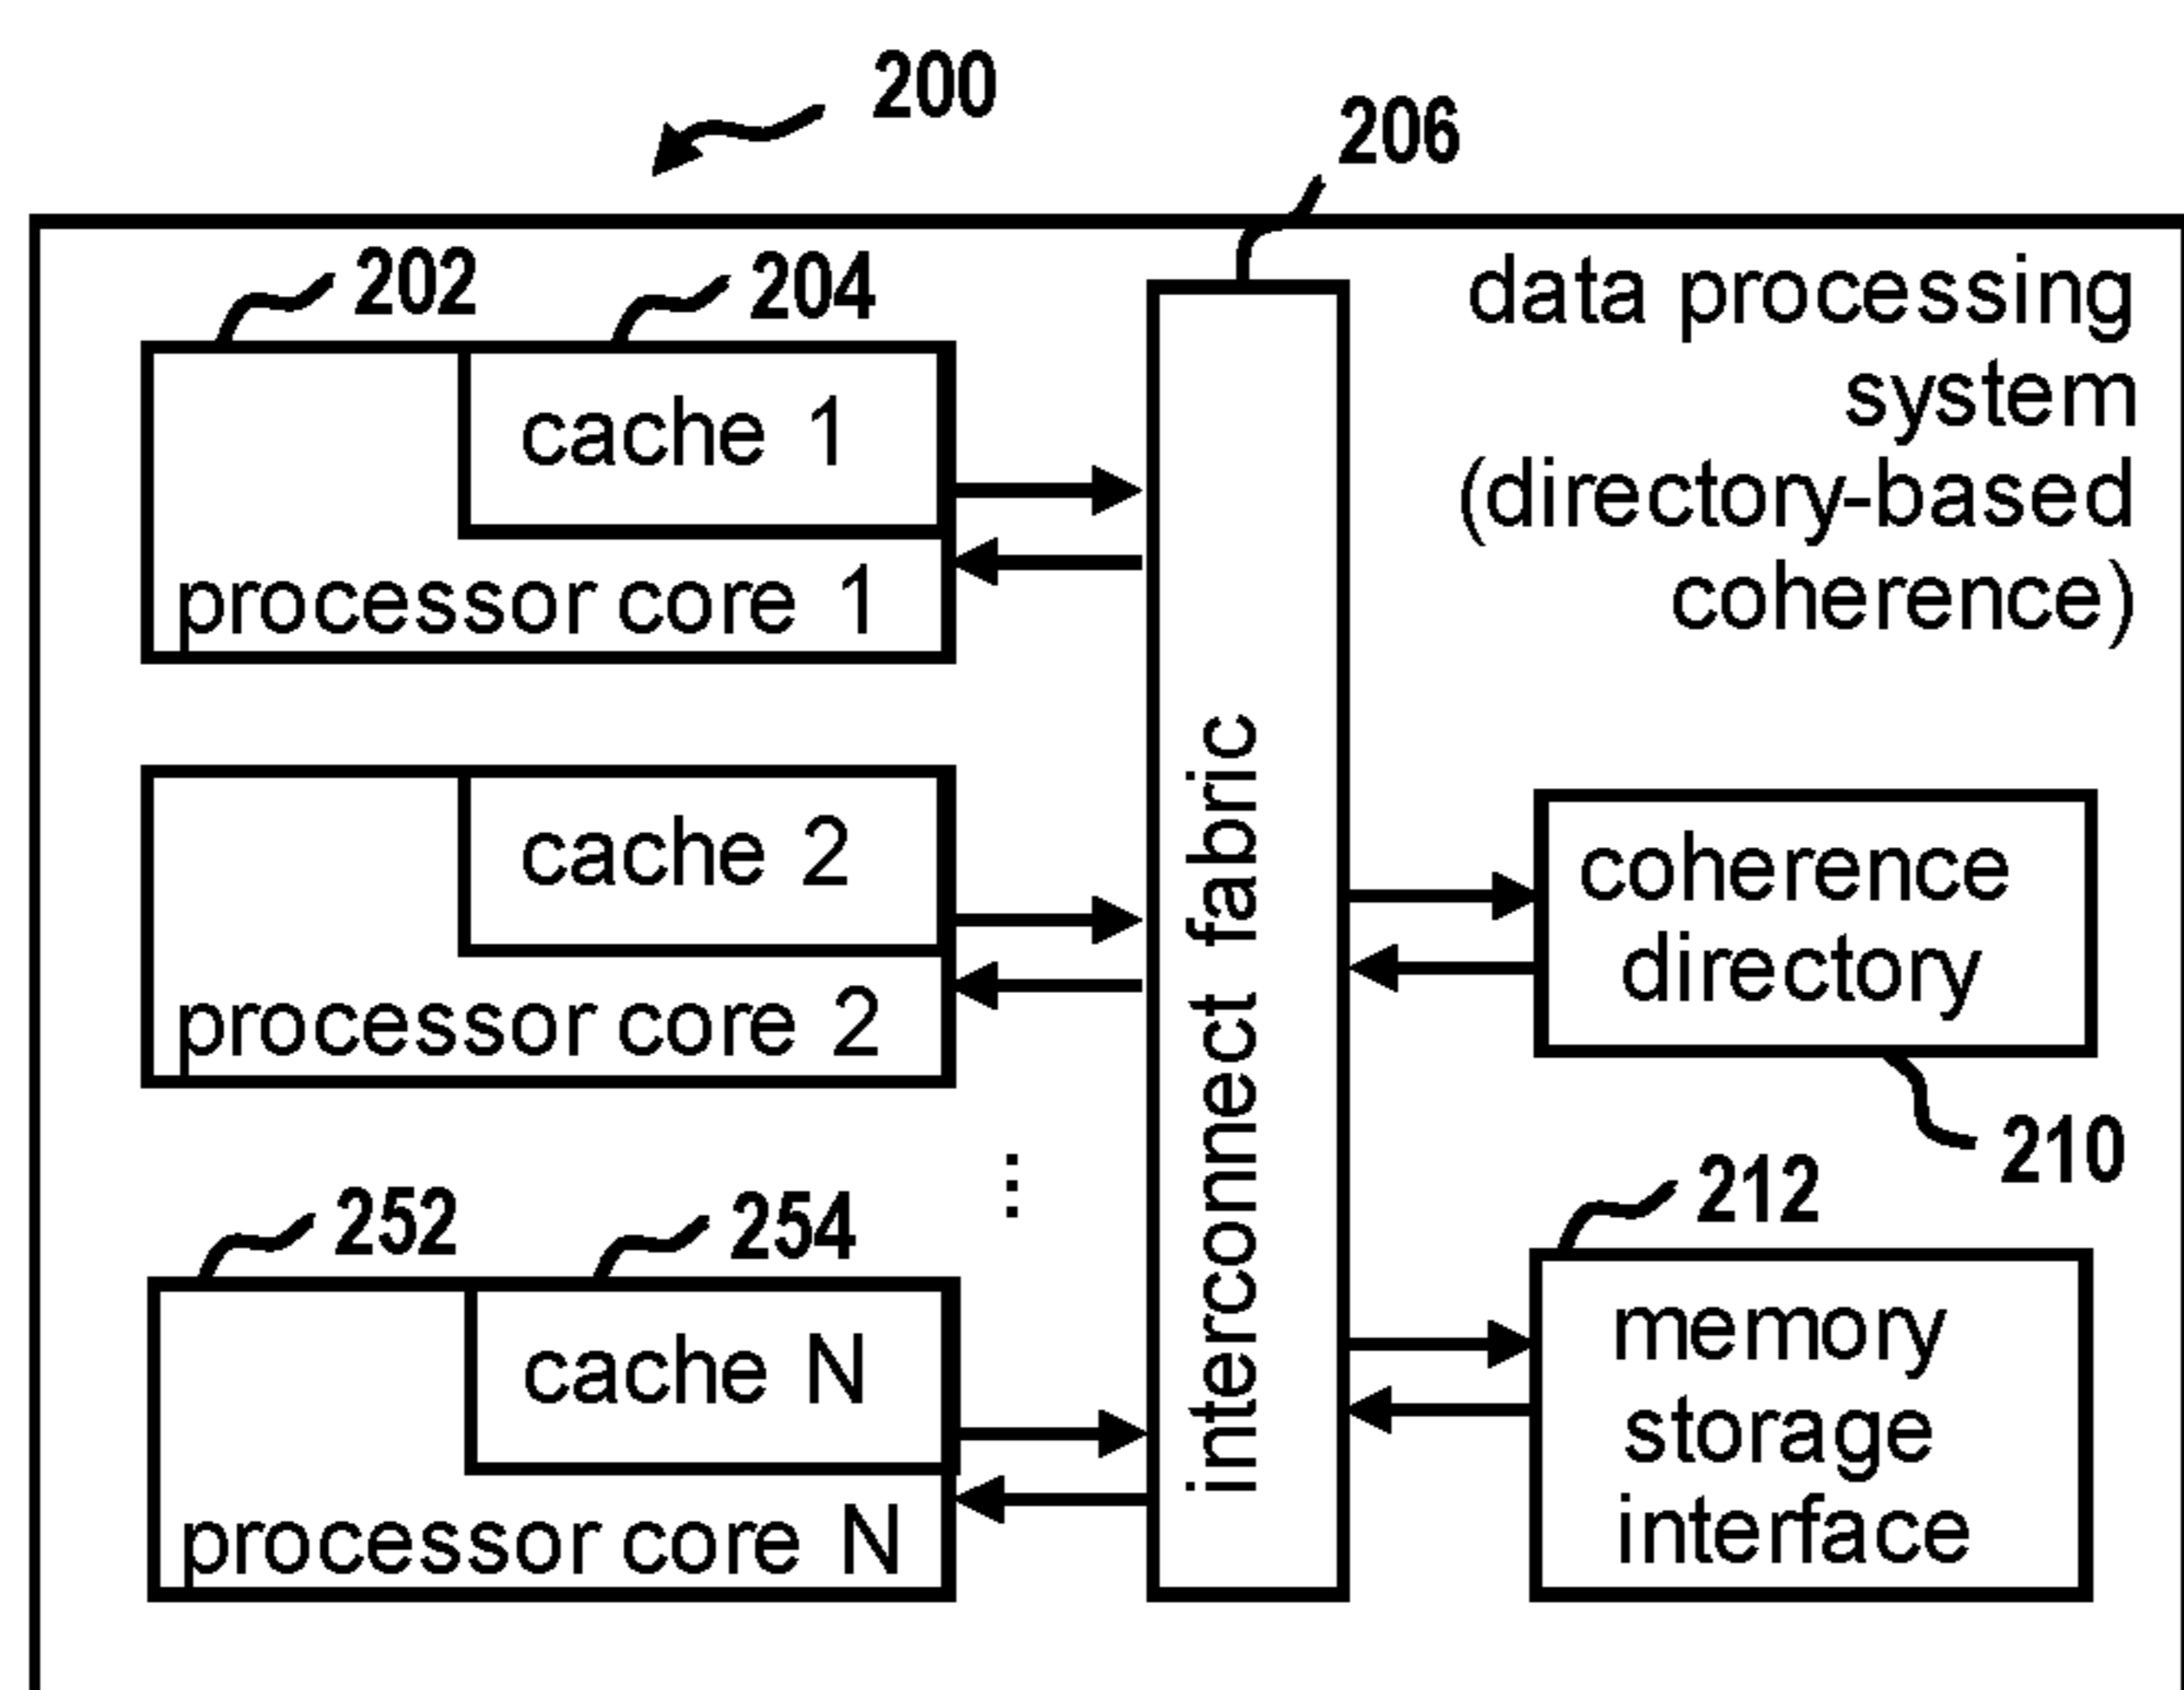 200
206
202
204
data processing
system
(directory-based
coherence)
cache 1
processor core 1
cache 2
processor core 2
interconnect fabric
coherence
directory
210
⋮
252
254
212
cache N
processor core N
memory
storage
interface